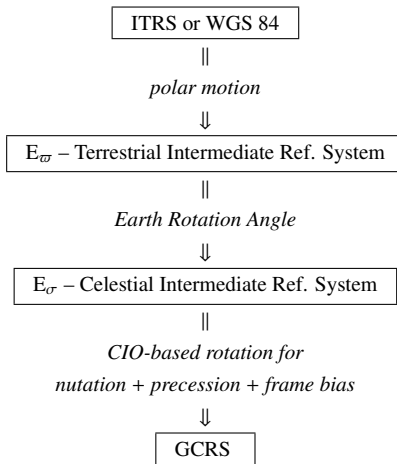 ITRS or WGS 84
polar motion
E_ϖ – Terrestrial Intermediate Ref. System
Earth Rotation Angle
E_σ – Celestial Intermediate Ref. System
CIO-based rotation for
nutation + precession + frame bias
GCRS